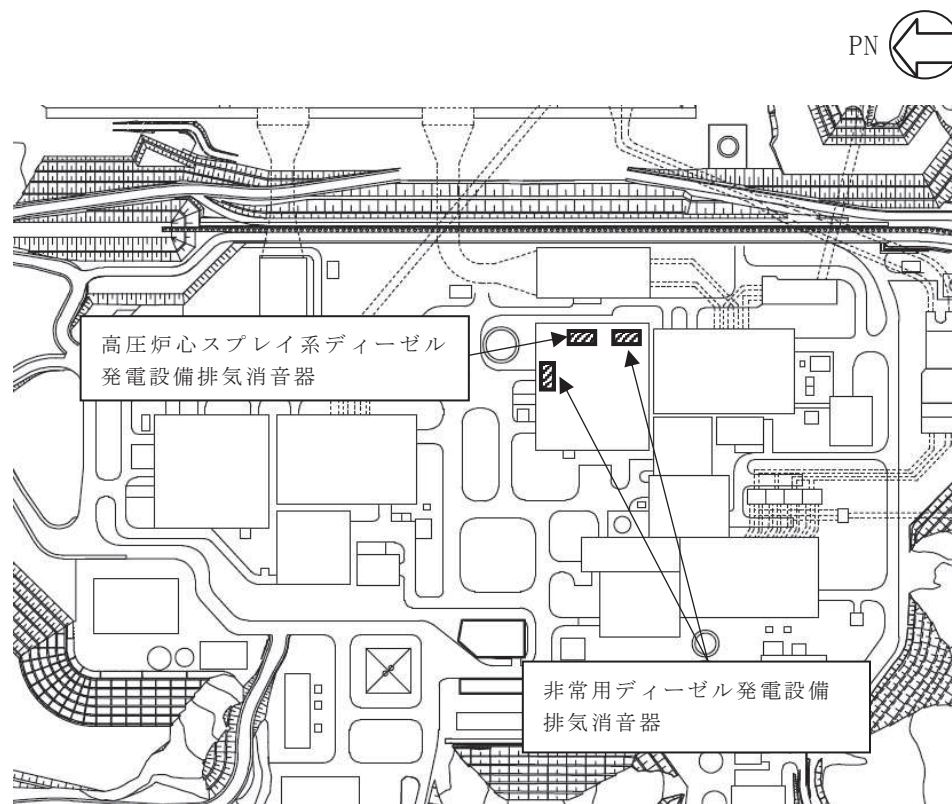 PN
高圧炉心スプレイ系ディーゼル
発電設備排気消音器
非常用ディーゼル発電設備
排気消音器